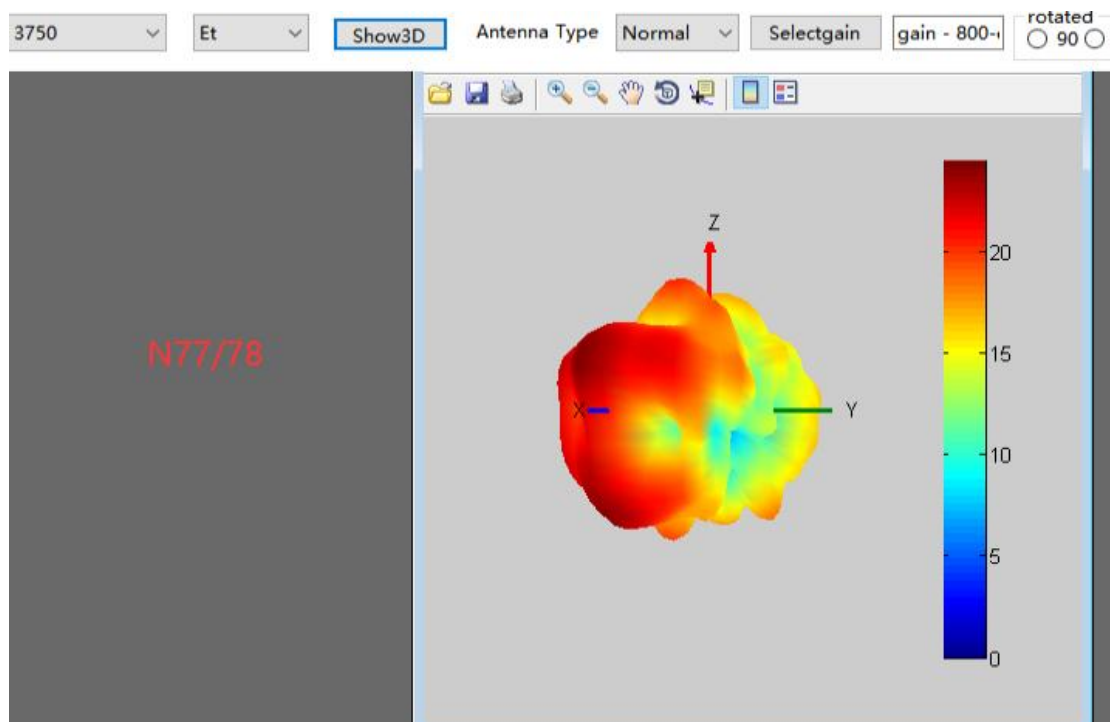 rotated
3750 Et Show3D Antenna Type Normal Selectgain gain - 800- 90
Z
20
N77/78
15
X Y
10
5
0